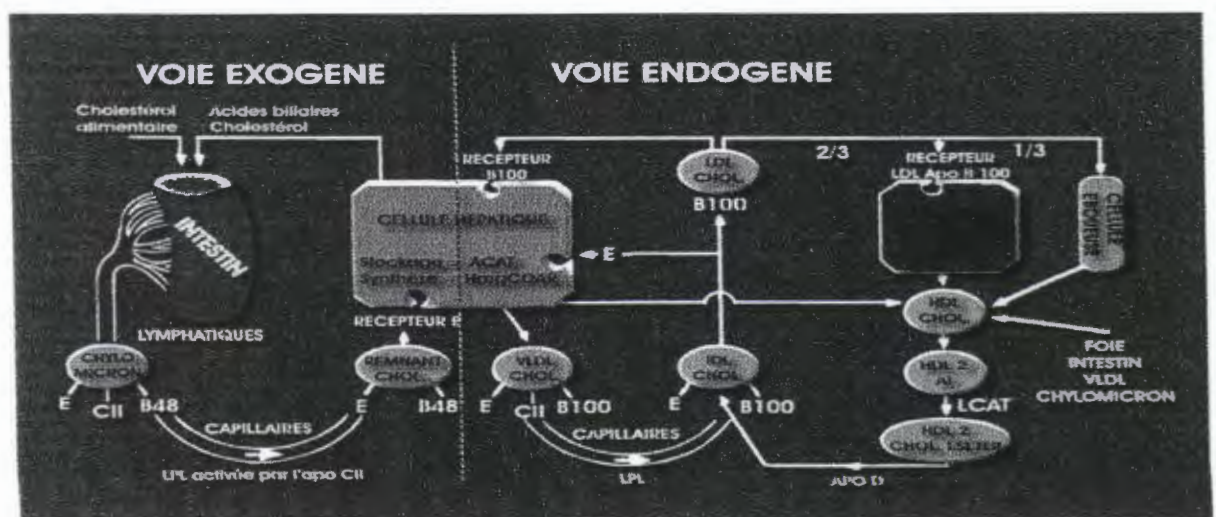 VOIE EXOGENE
VOIE ENDOGENE
Cholestérol
alimentaire
Acides biliaires
Cholestérol
INTESTIN
LYMPHATIQUES
CHYLO
MICRON
E
CII
B48
CAPILLAIRES
LPL activée par l'apo CII
REMNANT
CHOL.
E
B48
RECEPTEUR E
RECEPTEUR
B100
CELLULE HEPATIQUE
Stockage ACAT
Synthèse
E
VLDL
CHOL
E
CII
B100
CAPILLAIRES
LPL
IDL
CHOL
E
B100
LDL
CHOL
B100
2/3
RECEPTEUR
LDL Apo B 100
1/3
CELLULE
HDL
CHOL.
FOIE
INTESTIN
VLDL
CHYLOMICRON
HDL 2
LCAT
HDL 2
CHOL. ESTER
APO D